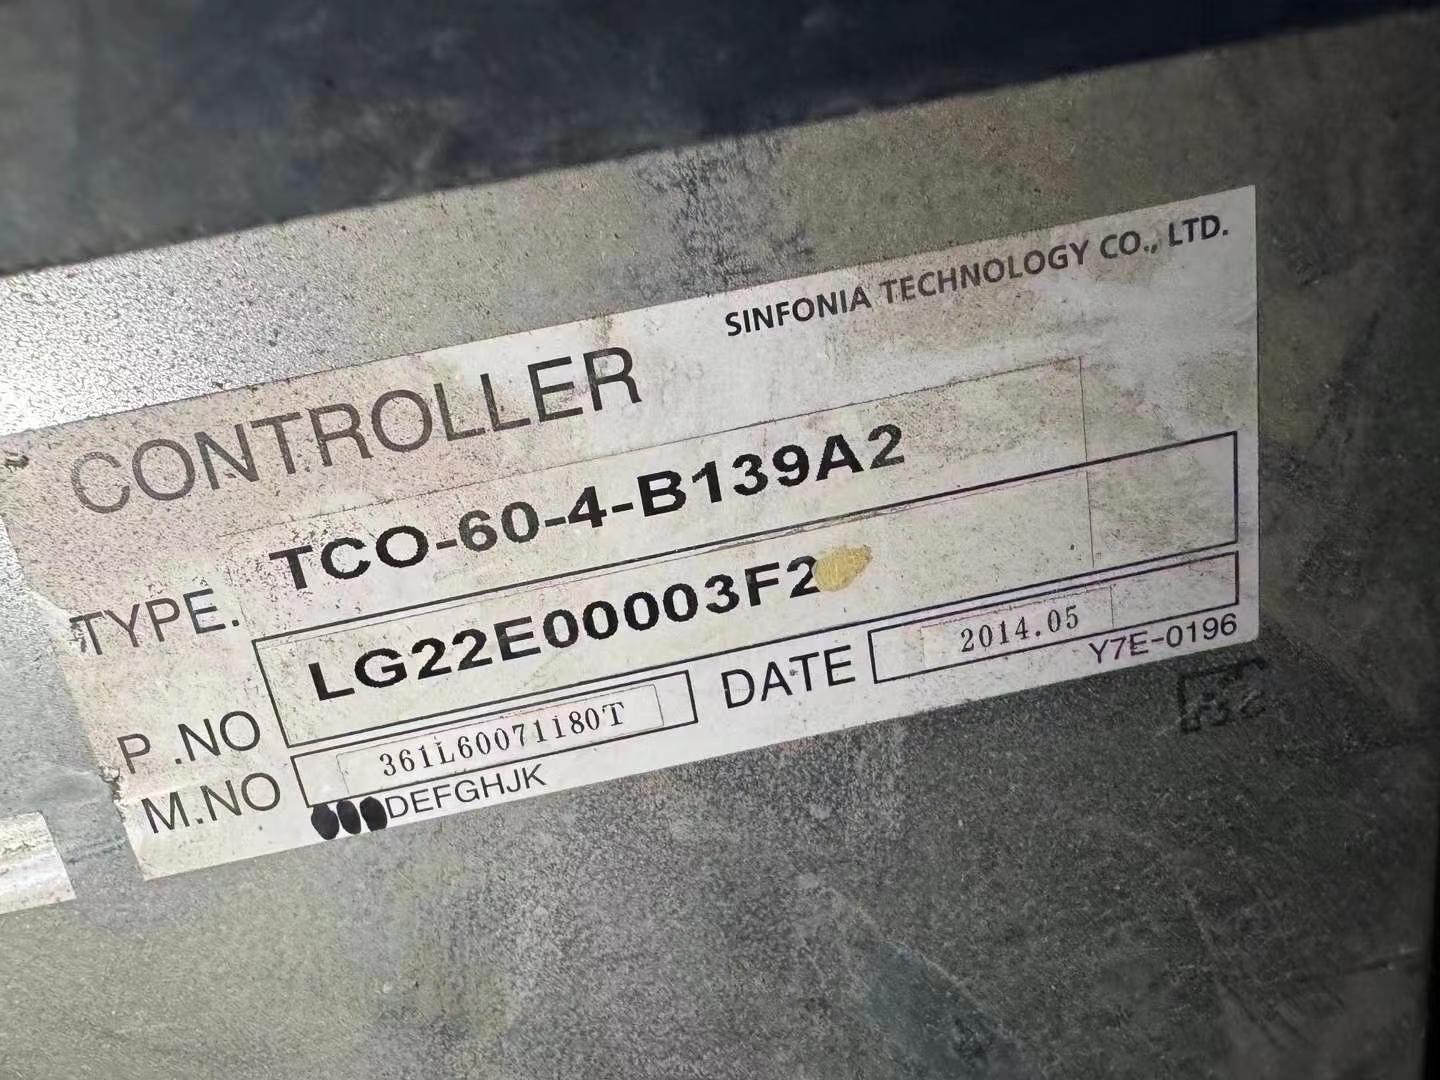 SINFONIA TECHNOLOGY CO., LTD.
CONTROLLER
TYPE. TCO-60-4-B139A2
P.NO LG22E00003F2
M.NO 361L60071180T DATE 2014.05
DEFGHJK Y7E-0196